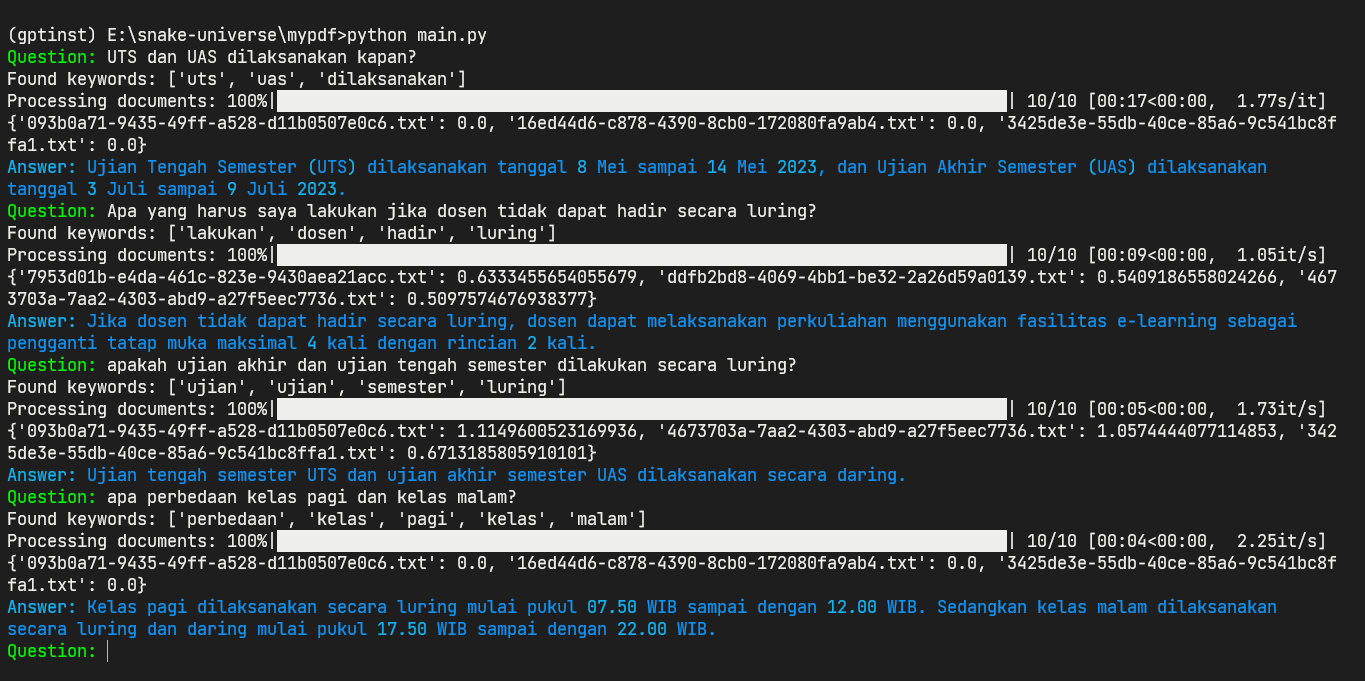 (gptinst) E:\snake-universe\mypdf>python main.py
Question: UTS dan UAS dilaksanakan kapan?
Found keywords: ['uts', 'uas', 'dilaksanakan']
Processing documents: 100%|██████████| 10/10 [00:17<00:00,  1.77s/it]
{'093b0a71-9435-49ff-a528-d11b0507e0c6.txt': 0.0, '16ed44d6-c878-4390-8cb0-172080fa9ab4.txt': 0.0, '3425de3e-55db-40ce-85a6-9c541bc8f
fa1.txt': 0.0}
Answer: Ujian Tengah Semester (UTS) dilaksanakan tanggal 8 Mei sampai 14 Mei 2023, dan Ujian Akhir Semester (UAS) dilaksanakan
tanggal 3 Juli sampai 9 Juli 2023.
Question: Apa yang harus saya lakukan jika dosen tidak dapat hadir secara luring?
Found keywords: ['lakukan', 'dosen', 'hadir', 'luring']
Processing documents: 100%|██████████| 10/10 [00:09<00:00,  1.05it/s]
{'7953d01b-e4da-461c-823e-9430aea21acc.txt': 0.6333455654055679, 'ddfb2bd8-4069-4bb1-be32-2a26d59a0139.txt': 0.5409186558024266, '467
3703a-7aa2-4303-abd9-a27f5eec7736.txt': 0.5097574676938377}
Answer: Jika dosen tidak dapat hadir secara luring, dosen dapat melaksanakan perkuliahan menggunakan fasilitas e-learning sebagai
pengganti tatap muka maksimal 4 kali dengan rincian 2 kali.
Question: apakah ujian akhir dan ujian tengah semester dilakukan secara luring?
Found keywords: ['ujian', 'ujian', 'semester', 'luring']
Processing documents: 100%|██████████| 10/10 [00:05<00:00,  1.73it/s]
{'093b0a71-9435-49ff-a528-d11b0507e0c6.txt': 1.1149600523169936, '4673703a-7aa2-4303-abd9-a27f5eec7736.txt': 1.0574444077114853, '342
5de3e-55db-40ce-85a6-9c541bc8ffa1.txt': 0.6713185805910101}
Answer: Ujian tengah semester UTS dan ujian akhir semester UAS dilaksanakan secara daring.
Question: apa perbedaan kelas pagi dan kelas malam?
Found keywords: ['perbedaan', 'kelas', 'pagi', 'kelas', 'malam']
Processing documents: 100%|██████████| 10/10 [00:04<00:00,  2.25it/s]
{'093b0a71-9435-49ff-a528-d11b0507e0c6.txt': 0.0, '16ed44d6-c878-4390-8cb0-172080fa9ab4.txt': 0.0, '3425de3e-55db-40ce-85a6-9c541bc8f
fa1.txt': 0.0}
Answer: Kelas pagi dilaksanakan secara luring mulai pukul 07.50 WIB sampai dengan 12.00 WIB. Sedangkan kelas malam dilaksanakan
secara luring dan daring mulai pukul 17.50 WIB sampai dengan 22.00 WIB.
Question: